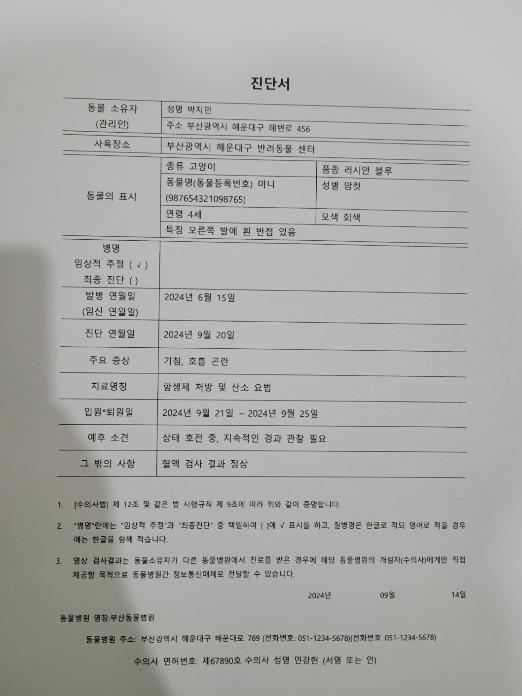 진단서
동물 소유자
(관리인)
성명 박지민
주소 부산광역시 해운대구 해변로 456
사육장소
부산광역시 해운대구 반려동물 센터
동물의 표시
종류 고양이
품종 러시안 블루
동물명(동물등록번호) 미니
(987654321098765)
성별 암컷
연령 4세
모색 회색
특징 오른쪽 발에 흰 반점 있음
병명
임상적 추정 ( √ )
최종 진단 ( )
발병 연월일
(임신 연월일)
2024년 6월 15일
진단 연월일
2024년 9월 20일
주요 증상
기침, 호흡 곤란
치료명칭
항생제 처방 및 산소 요법
입원*퇴원일
2024년 9월 21일 ~ 2024년 9월 25일
예후 소견
상태 호전 중, 지속적인 경과 관찰 필요
그 밖의 사항
혈액 검사 결과 정상
1. [수의사법] 제 12조 및 같은 법 시행규칙 제 9조에 따라 위와 같이 증명합니다.
2. "병명"란에는 "임상적 추정"과 "최종진단" 중 택일하여 [ ]에 √ 표시를 하고, 질병명은 한글로 적되 영어로 적을 경우
에는 한글을 함께 적습니다.
3. 영상 검사결과는 동물소유자가 다른 동물병원에서 진료를 받은 경우에 해당 동물병원의 개설자(수의사)에게만 직접
제공할 목적으로 동물병원간 정보통신매체로 전달할 수 있습니다.
2024년 09월 14일
동물병원 명칭:부산동물병원
동물병원 주소: 부산광역시 해운대구 해운대로 789 (전화번호: 051-1234-5678)(전화번호 051-1234-5678)
수의사 면허번호: 제67890호 수의사 성명 민강현 (서명 또는 인)